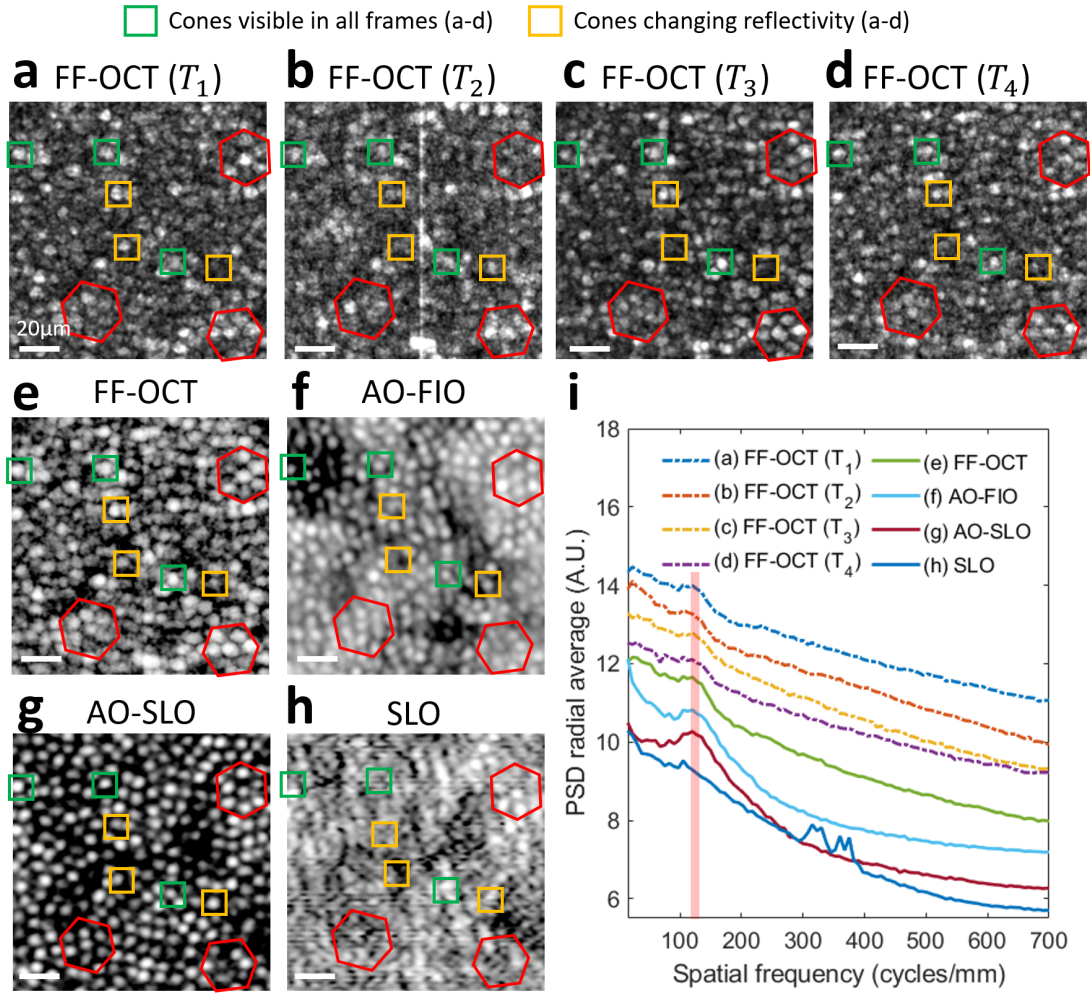 Cones visible in all frames (a-d)
Cones changing reflectivity (a-d)
a FF-OCT (T₁)
b FF-OCT (T₂)
c FF-OCT (T₃)
d FF-OCT (T₄)
20µm
e FF-OCT
f AO-FIO
g AO-SLO
h SLO
i
18
16
14
12
10
8
6
100 200 300 400 500 600 700
PSD radial average (A.U.)
Spatial frequency (cycles/mm)
(a) FF-OCT (T₁)
(b) FF-OCT (T₂)
(c) FF-OCT (T₃)
(d) FF-OCT (T₄)
(e) FF-OCT
(f) AO-FIO
(g) AO-SLO
(h) SLO